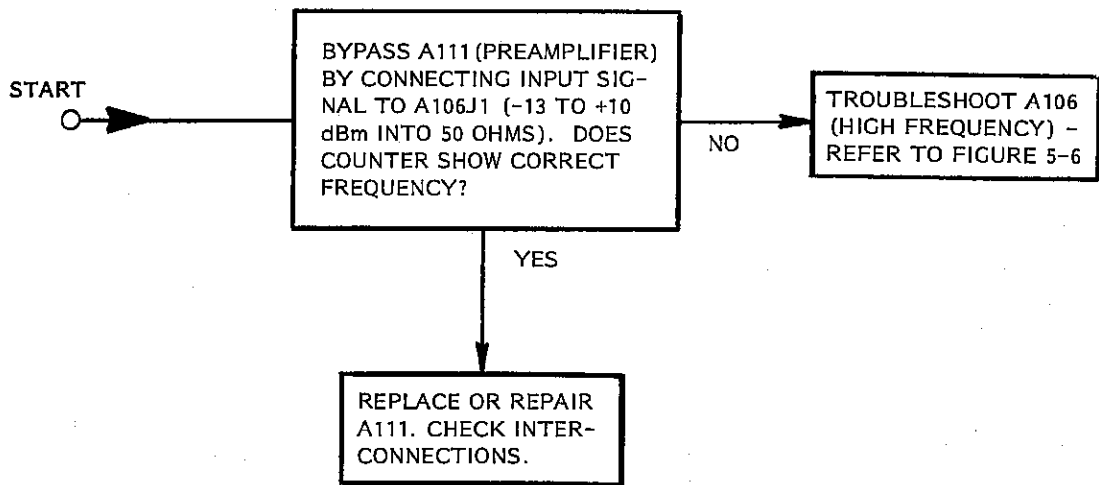 START
BYPASS A111 (PREAMPLIFIER)
BY CONNECTING INPUT SIG-
NAL TO A106J1 (-13 TO +10
dBm INTO 50 OHMS). DOES
COUNTER SHOW CORRECT
FREQUENCY?
NO
TROUBLESHOOT A106
(HIGH FREQUENCY) -
REFER TO FIGURE 5-6
YES
REPLACE OR REPAIR
A111. CHECK INTER-
CONNECTIONS.